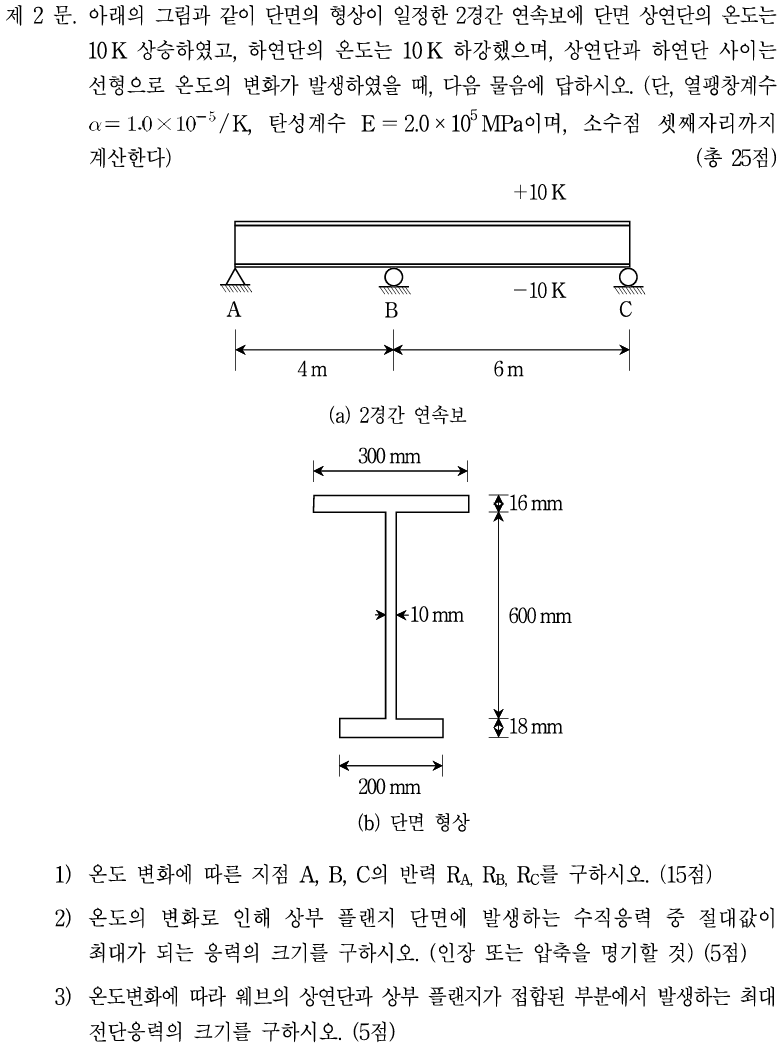 제 2 문. 아래의 그림과 같이 단면의 형상이 일정한 2경간 연속보에 단면 상연단의 온도는
10 K 상승하였고, 하연단의 온도는 10 K 하강했으며, 상연단과 하연단 사이는
선형으로 온도의 변화가 발생하였을 때, 다음 물음에 답하시오. (단, 열팽창계수
α = 1.0 × 10⁻⁵/K, 탄성계수 E = 2.0 × 10⁵ MPa이며, 소수점 셋째자리까지
계산한다) (총 25점)
+10 K
−10 K
A B C
4 m 6 m
(a) 2경간 연속보
300 mm
16 mm
10 mm 600 mm
18 mm
200 mm
(b) 단면 형상
1) 온도 변화에 따른 지점 A, B, C의 반력 R_A, R_B, R_C를 구하시오. (15점)
2) 온도의 변화로 인해 상부 플랜지 단면에 발생하는 수직응력 중 절대값이
최대가 되는 응력의 크기를 구하시오. (인장 또는 압축을 명기할 것) (5점)
3) 온도변화에 따라 웨브의 상연단과 상부 플랜지가 접합된 부분에서 발생하는 최대
전단응력의 크기를 구하시오. (5점)